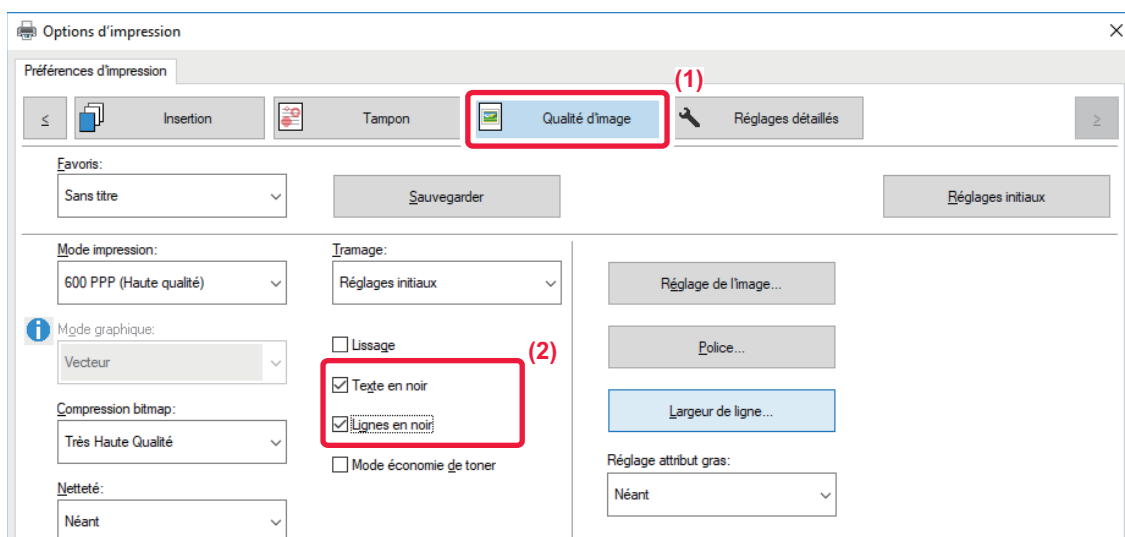 Options d'impression
Préférences d'impression
(1)
<
Insertion
Tampon
Qualité d'image
Réglages détaillés
>
Favoris:
Sans titre
Sauvegarder
Réglages initiaux
Mode impression:
Tramage:
600 PPP (Haute qualité)
Réglages initiaux
Réglage de l'image...
Mode graphique:
Vecteur
Lissage
(2)
Police...
Texte en noir
Compression bitmap:
Lignes en noir
Largeur de ligne...
Très Haute Qualité
Mode économie de toner
Réglage attribut gras:
Netteté:
Néant
Néant